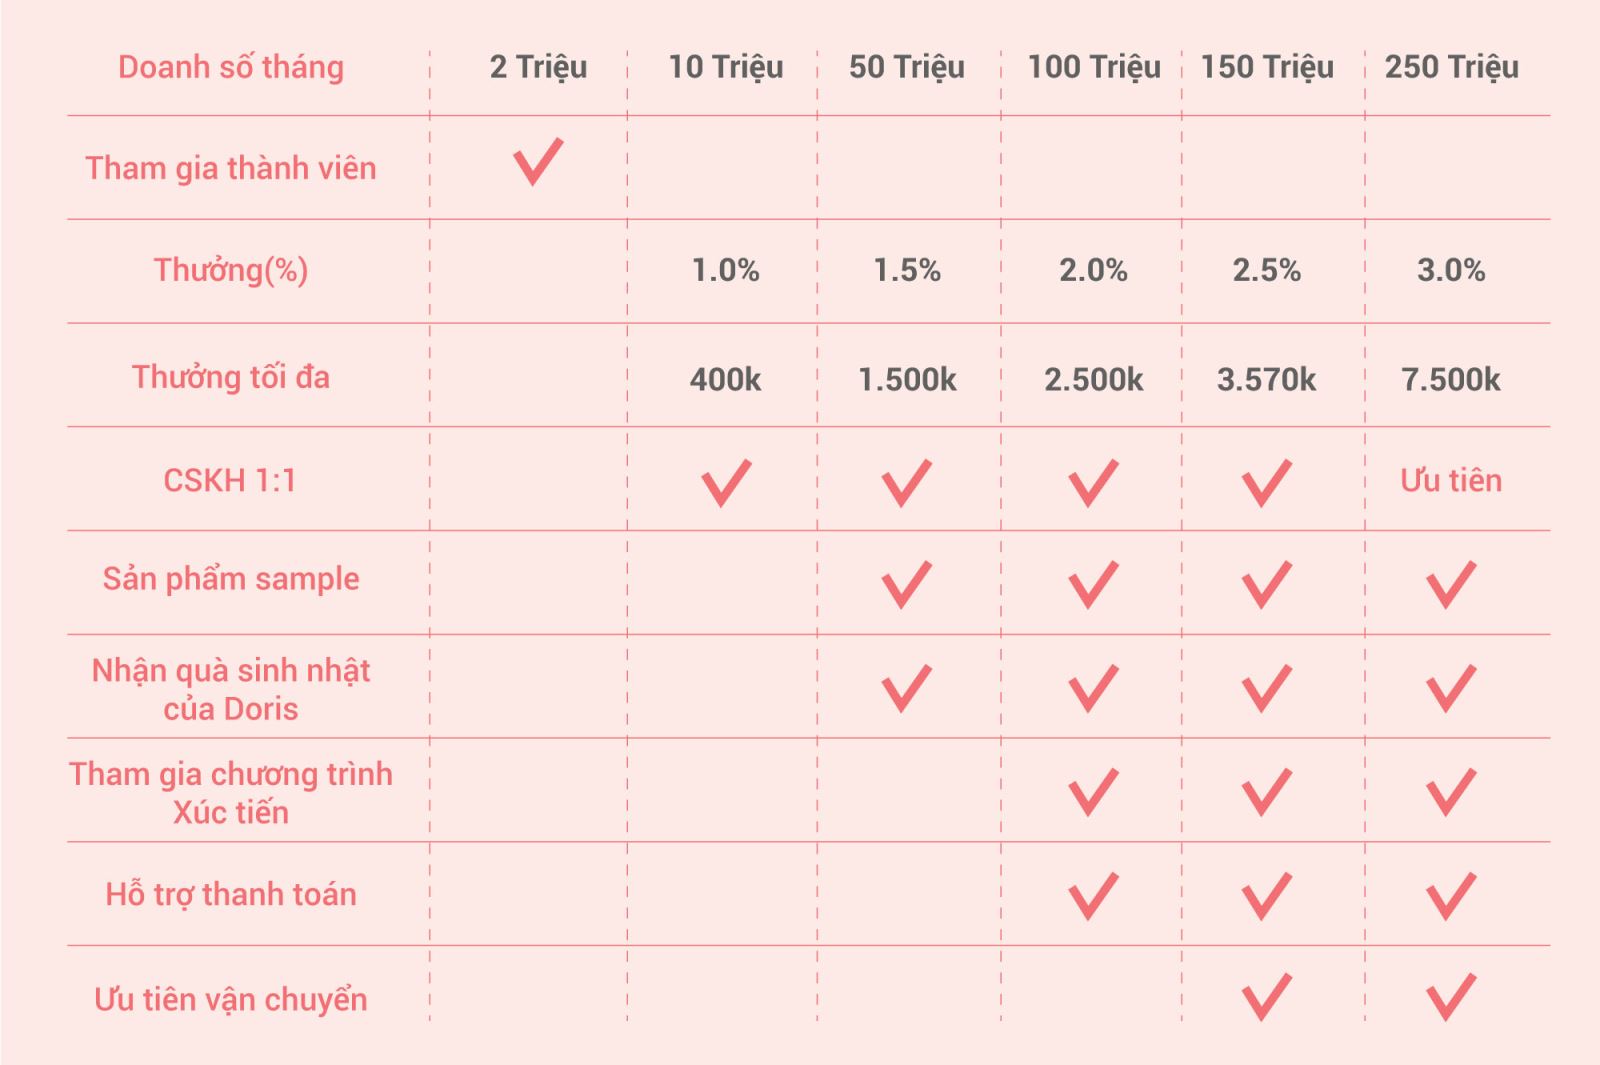 Doanh số tháng 2 Triệu 10 Triệu 50 Triệu 100 Triệu 150 Triệu 250 Triệu
Tham gia thành viên
Thưởng(%) 1.0% 1.5% 2.0% 2.5% 3.0%
Thưởng tối đa 400k 1.500k 2.500k 3.570k 7.500k
CSKH 1:1 Ưu tiên
Sản phẩm sample
Nhận quà sinh nhật
của Doris
Tham gia chương trình
Xúc tiến
Hỗ trợ thanh toán
Ưu tiên vận chuyển